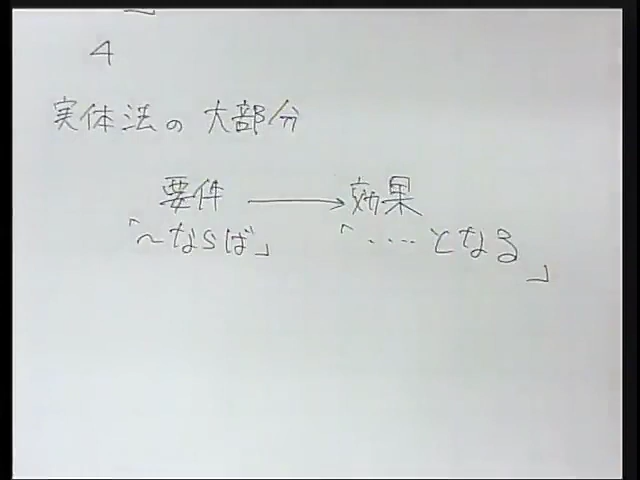 4
実体法の 大部分
要件 → 効果
「〜ならば」 「‥‥となる」